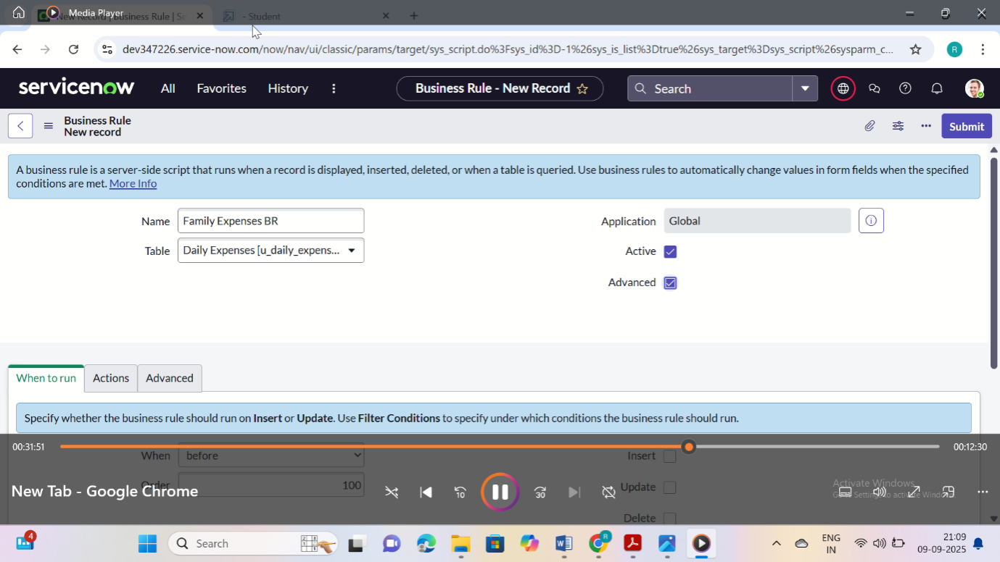 Media Player
New Record | Business Rule | Se
- Student
dev347226.service-now.com/now/nav/ui/classic/params/target/sys_script.do%3Fsys_id%3D-1%26sys_is_list%3Dtrue%26sys_target%3Dsys_script%26sysparm_c...
R
servicenow
All
Favorites
History
Business Rule - New Record
Search
Business Rule
New record
Submit
A business rule is a server-side script that runs when a record is displayed, inserted, deleted, or when a table is queried. Use business rules to automatically change values in form fields when the specified
conditions are met. More Info
Name
Family Expenses BR
Application
Global
Table
Daily Expenses [u_daily_expens...
Active
Advanced
When to run
Actions
Advanced
Specify whether the business rule should run on Insert or Update. Use Filter Conditions to specify under which conditions the business rule should run.
00:31:51
00:12:30
When
before
Insert
Order
100
Update
New Tab - Google Chrome
10
30
Activate Windows
Go to Settings to activate Windows.
Delete
4
Search
R
ENG
IN
21:09
09-09-2025